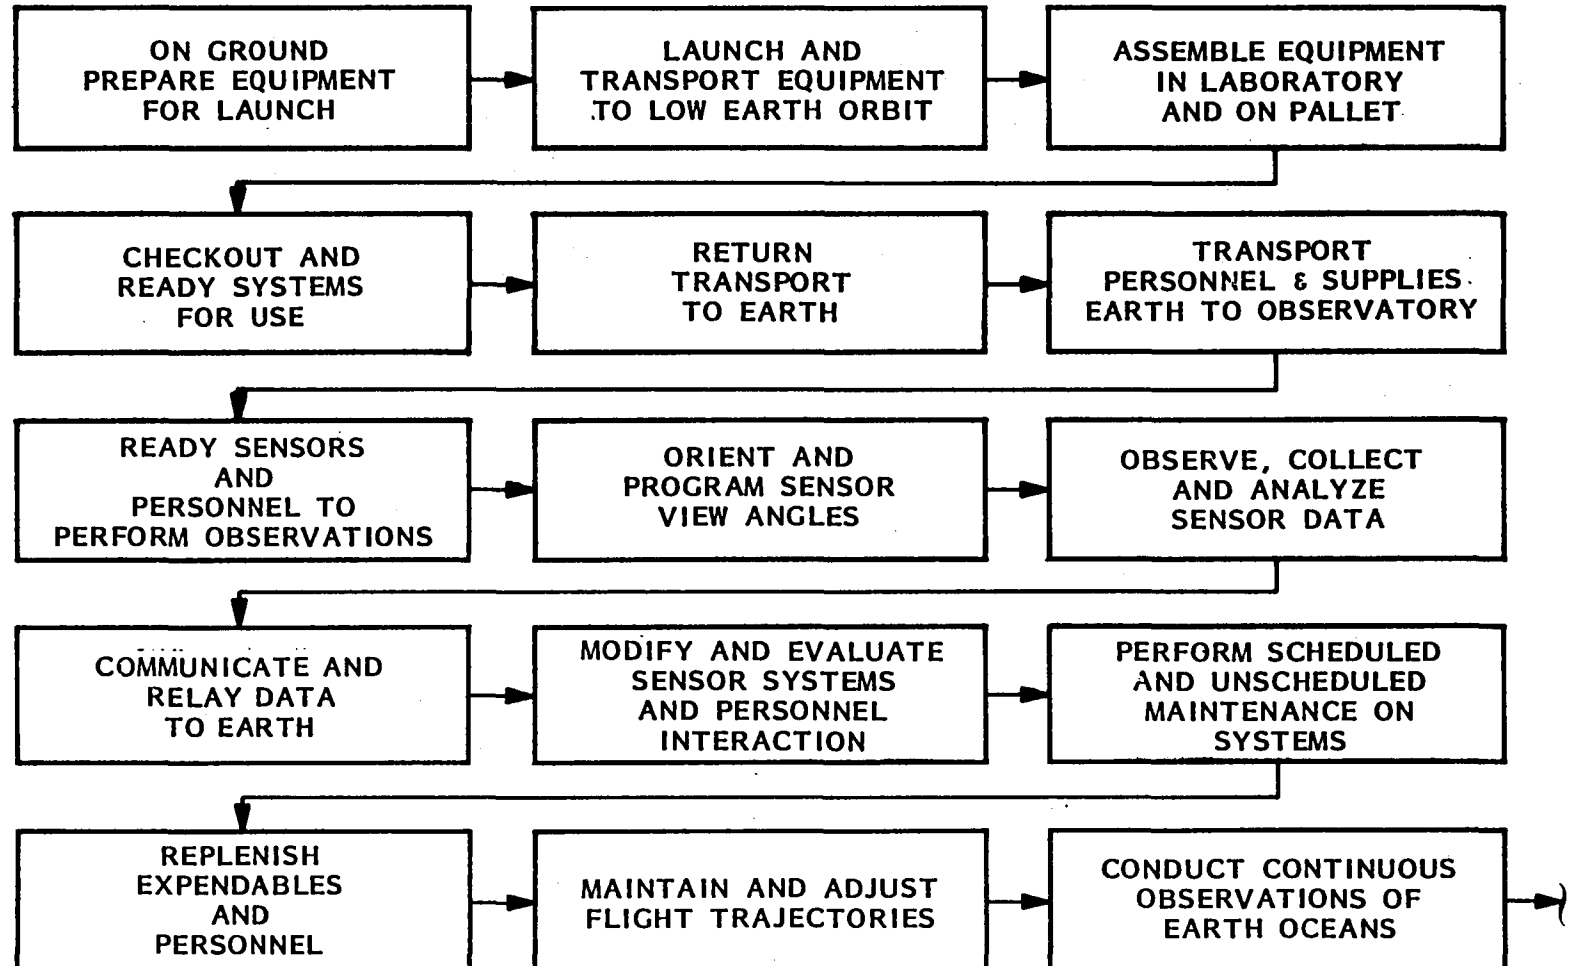 ON GROUND
PREPARE EQUIPMENT
FOR LAUNCH
LAUNCH AND
TRANSPORT EQUIPMENT
TO LOW EARTH ORBIT
ASSEMBLE EQUIPMENT
IN LABORATORY
AND ON PALLET
CHECKOUT AND
READY SYSTEMS
FOR USE
RETURN
TRANSPORT
TO EARTH
TRANSPORT
PERSONNEL & SUPPLIES
EARTH TO OBSERVATORY
READY SENSORS
AND
PERSONNEL TO
PERFORM OBSERVATIONS
ORIENT AND
PROGRAM SENSOR
VIEW ANGLES
OBSERVE, COLLECT
AND ANALYZE
SENSOR DATA
COMMUNICATE AND
RELAY DATA
TO EARTH
MODIFY AND EVALUATE
SENSOR SYSTEMS
AND PERSONNEL
INTERACTION
PERFORM SCHEDULED
AND UNSCHEDULED
MAINTENANCE ON
SYSTEMS
REPLENISH
EXPENDABLES
AND
PERSONNEL
MAINTAIN AND ADJUST
FLIGHT TRAJECTORIES
CONDUCT CONTINUOUS
OBSERVATIONS OF
EARTH OCEANS